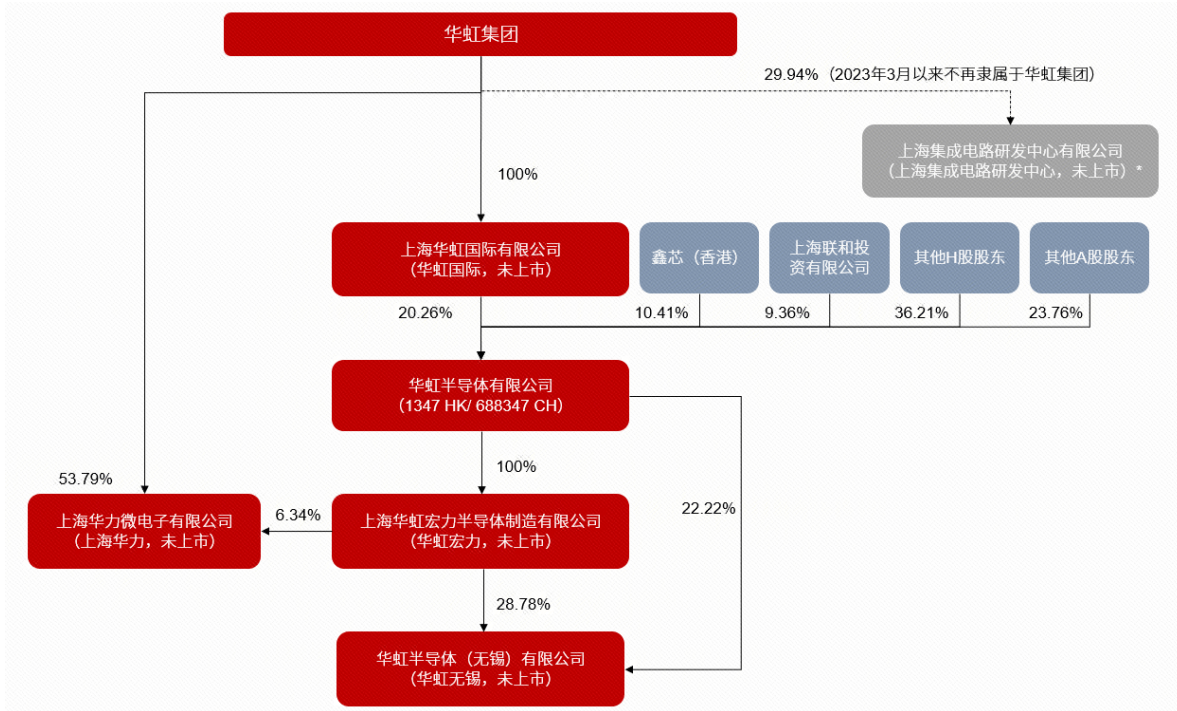 华虹集团
29.94%（2023年3月以来不再隶属于华虹集团）
上海集成电路研发中心有限公司
（上海集成电路研发中心，未上市）*
100%
上海华虹国际有限公司
（华虹国际，未上市）
鑫芯（香港）
上海联和投
资有限公司
其他H股股东
其他A股股东
20.26%
10.41%
9.36%
36.21%
23.76%
华虹半导体有限公司
（1347 HK/ 688347 CH）
100%
53.79%
22.22%
上海华力微电子有限公司
（上海华力，未上市）
6.34%
上海华虹宏力半导体制造有限公司
（华虹宏力，未上市）
28.78%
华虹半导体（无锡）有限公司
（华虹无锡，未上市）